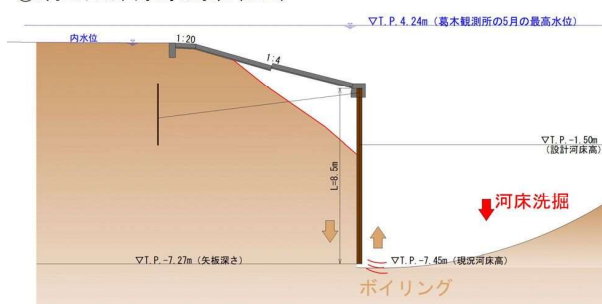 ▽T.P.4.24m（葛木観測所の5月の最高水位）
内水位
1:20
1:4
▽T.P.-1.50m
（設計河床高）
L=8.5m
河床洗掘
▽T.P.-7.27m（矢板深さ）
▽T.P.-7.45m（現況河床高）
ボイリング